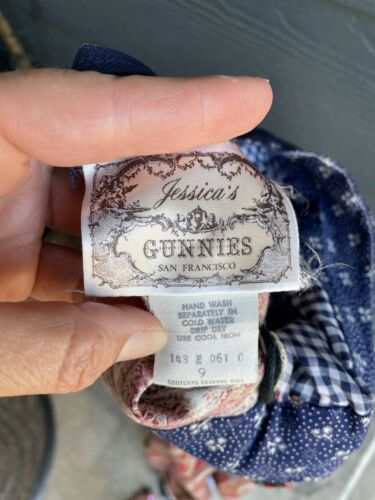 Jessica's
GUNNIES
SAN FRANCISCO
HAND WASH
SEPARATELY IN
COLD WATER
DRIP DRY
USE COOL IRON
143 E 061 C
9
CONTENTS REVERSE SIDE